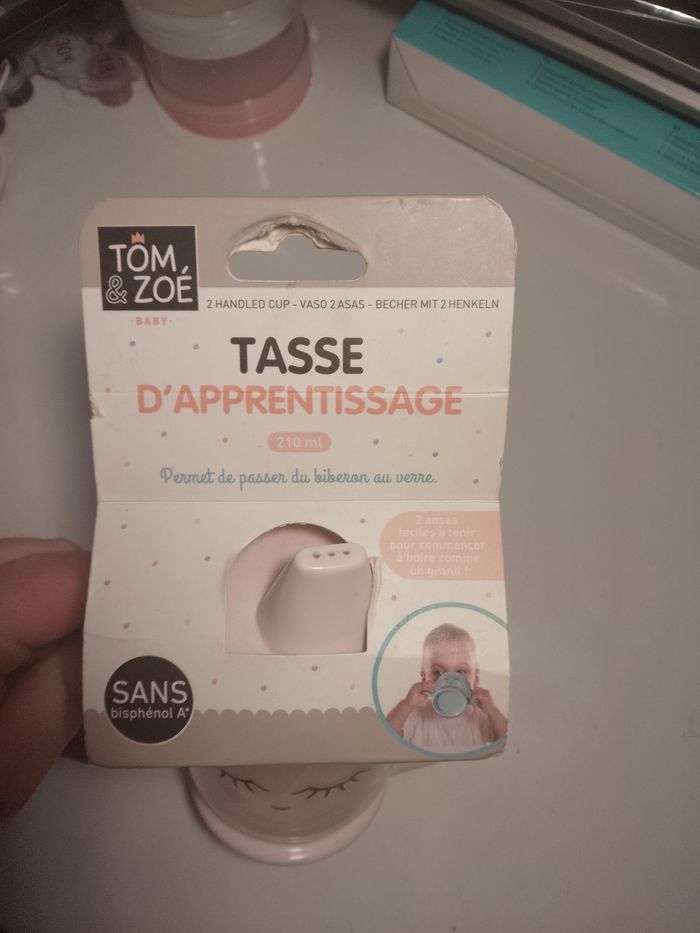 TOM
& ZOÉ
·BABY·
2 HANDLED CUP - VASO 2 ASAS - BECHER MIT 2 HENKELN
TASSE
D'APPRENTISSAGE
210 ml
Permet de passer du biberon au verre.
2 anses
faciles à tenir
pour commencer
à boire comme
un grand !
SANS
bisphénol A*